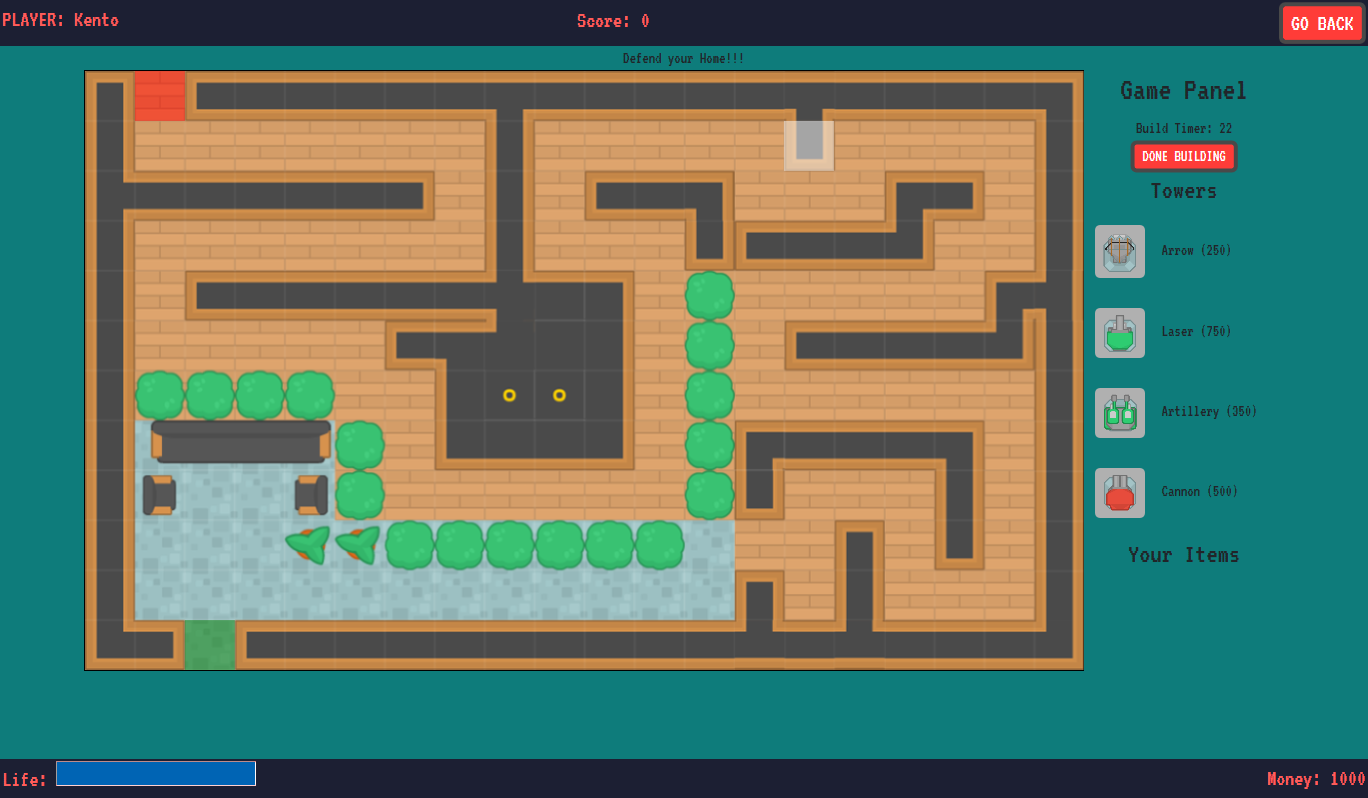 PLAYER: Kento
Score: 0
GO BACK
Defend your Home!!!
Game Panel
Build Timer: 22
DONE BUILDING
Towers
Arrow (250)
Laser (750)
Artillery (350)
Cannon (500)
Your Items
Life:
Money: 1000